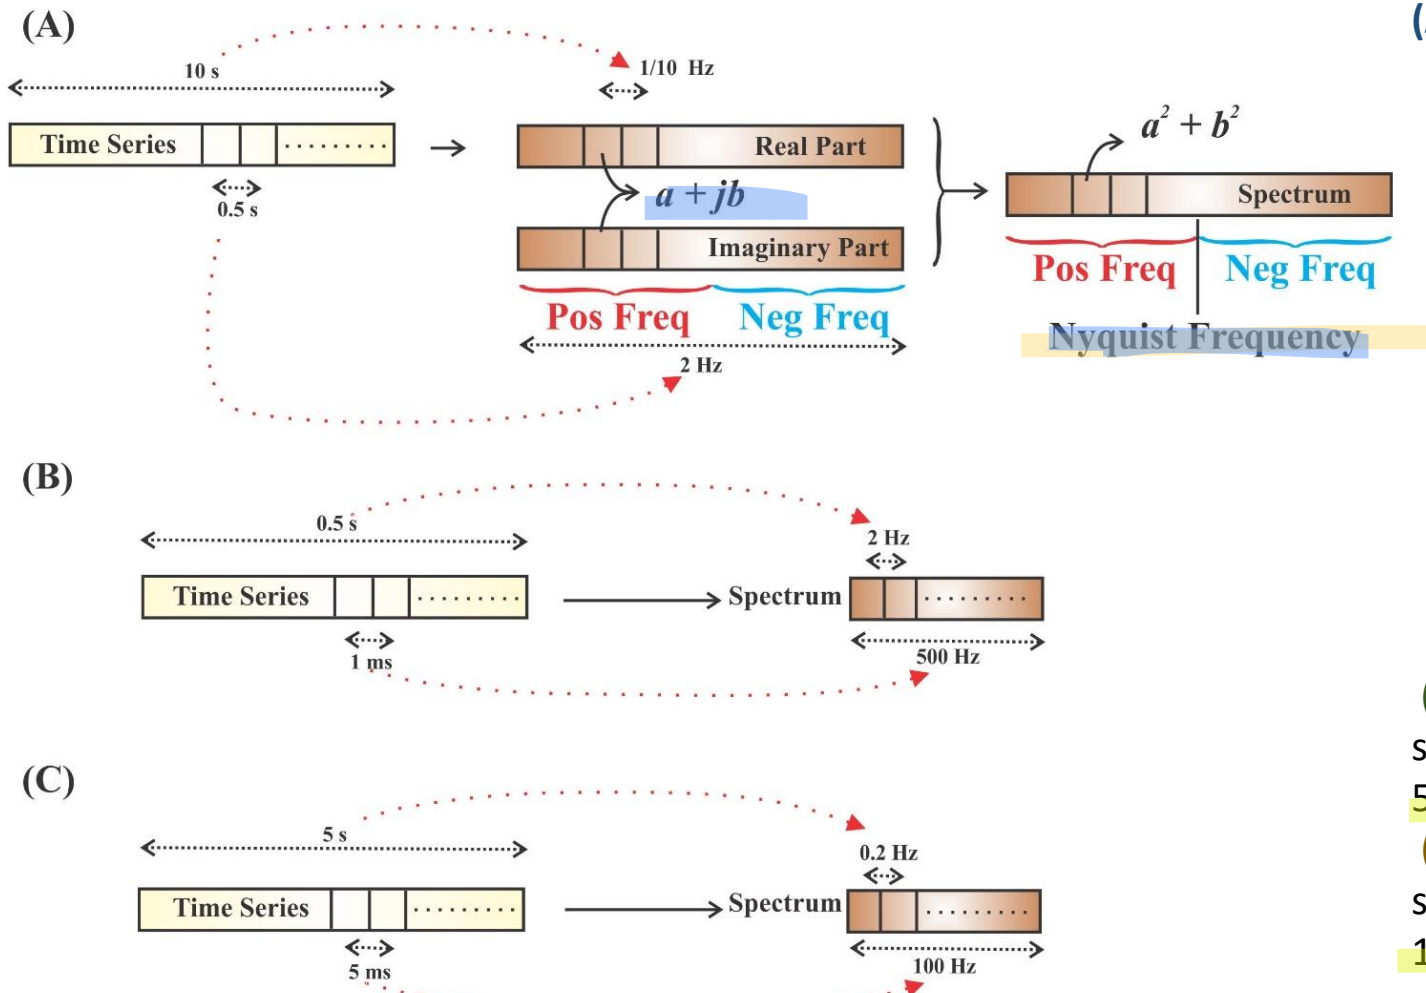 (A)
10 s
1/10 Hz
Time Series
0.5 s
Real Part
a + jb
Imaginary Part
Pos Freq
Neg Freq
2 Hz
a² + b²
Spectrum
Pos Freq
Neg Freq
Nyquist Frequency
(B)
0.5 s
2 Hz
Time Series
Spectrum
1 ms
500 Hz
(C)
5 s
0.2 Hz
Time Series
Spectrum
5 ms
100 Hz